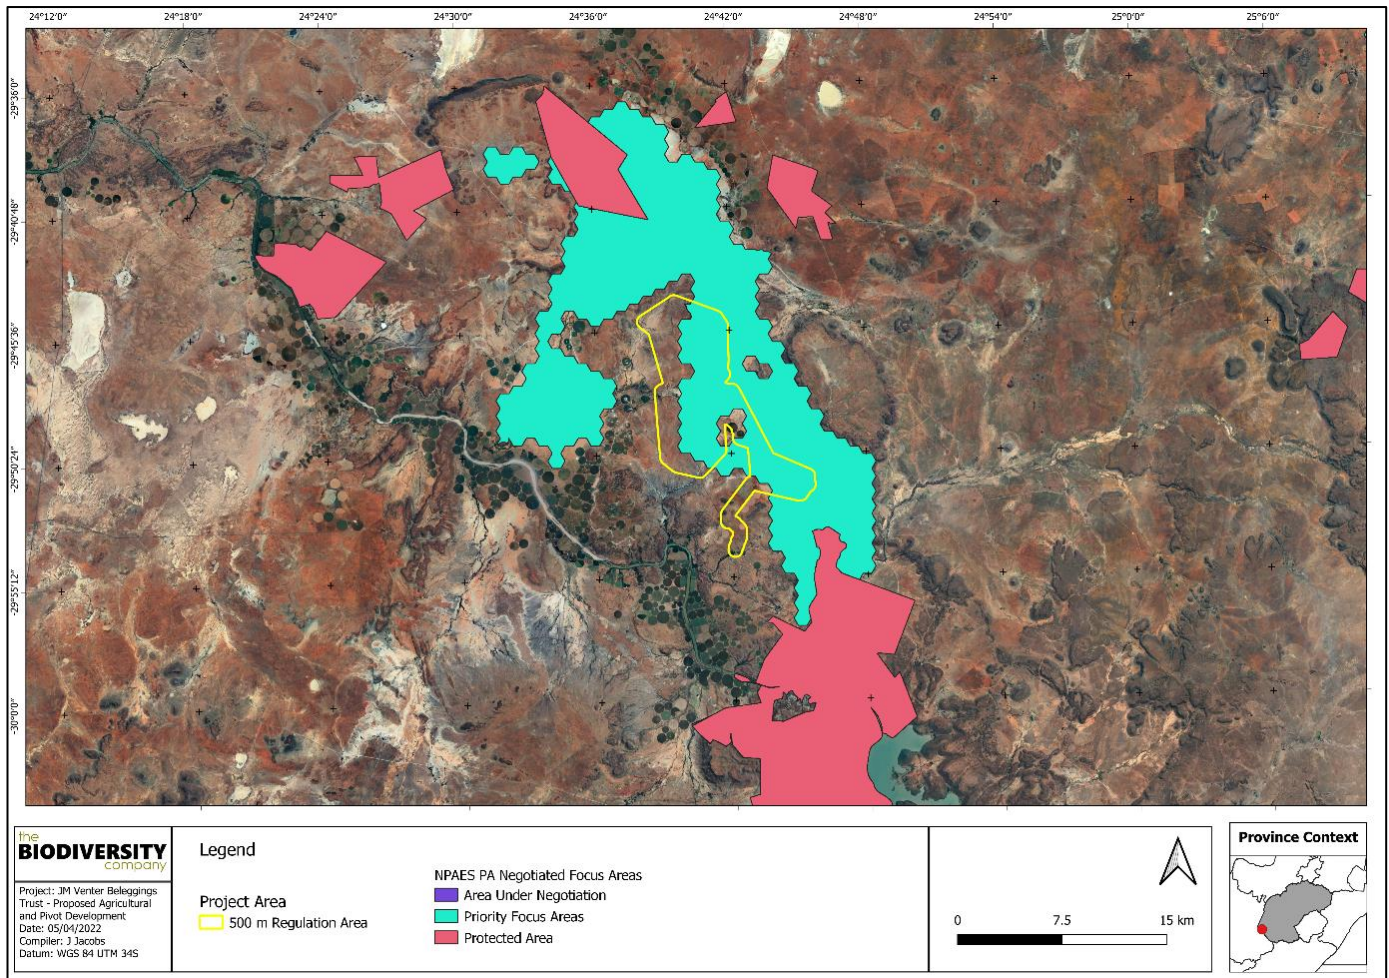 24°12'0" 24°18'0" 24°24'0" 24°30'0" 24°36'0" 24°42'0" 24°48'0" 24°54'0" 25°0'0" 25°6'0"
-29°36'0"
-29°40'48"
-29°45'36"
-29°50'24"
-29°55'12"
-30°0'0"
the
BIODIVERSITY
company
Project: JM Venter Beleggings
Trust - Proposed Agricultural
and Pivot Development
Date: 05/04/2022
Compiler: J Jacobs
Datum: WGS 84 UTM 34S
Legend
Project Area
500 m Regulation Area
NPAES PA Negotiated Focus Areas
Area Under Negotiation
Priority Focus Areas
Protected Area
0 7.5 15 km
Province Context